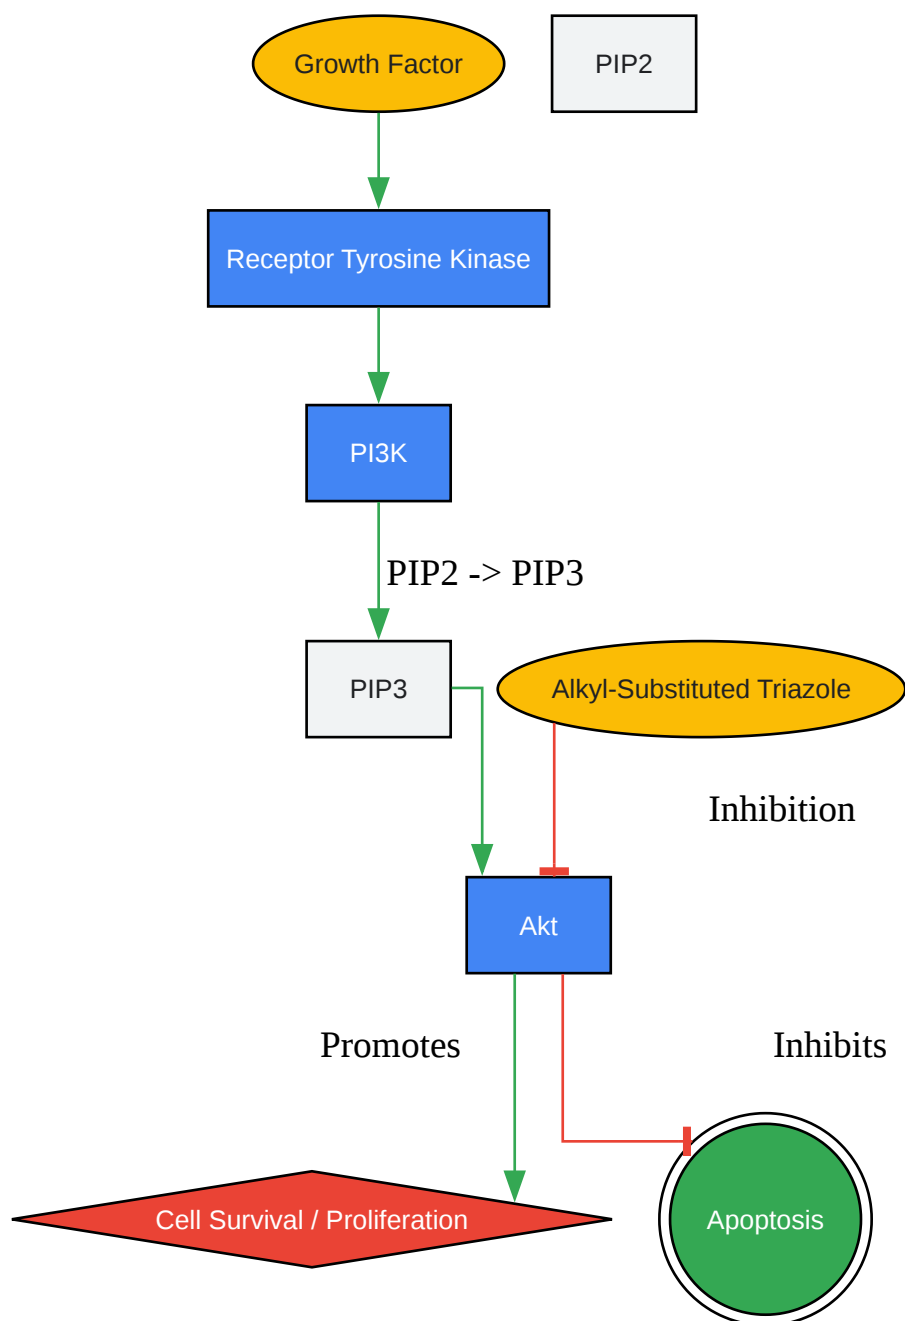 Growth Factor
PIP2
Receptor Tyrosine Kinase
PI3K
PIP2 -> PIP3
PIP3
Alkyl-Substituted Triazole
Inhibition
Akt
Promotes
Inhibits
Cell Survival / Proliferation
Apoptosis